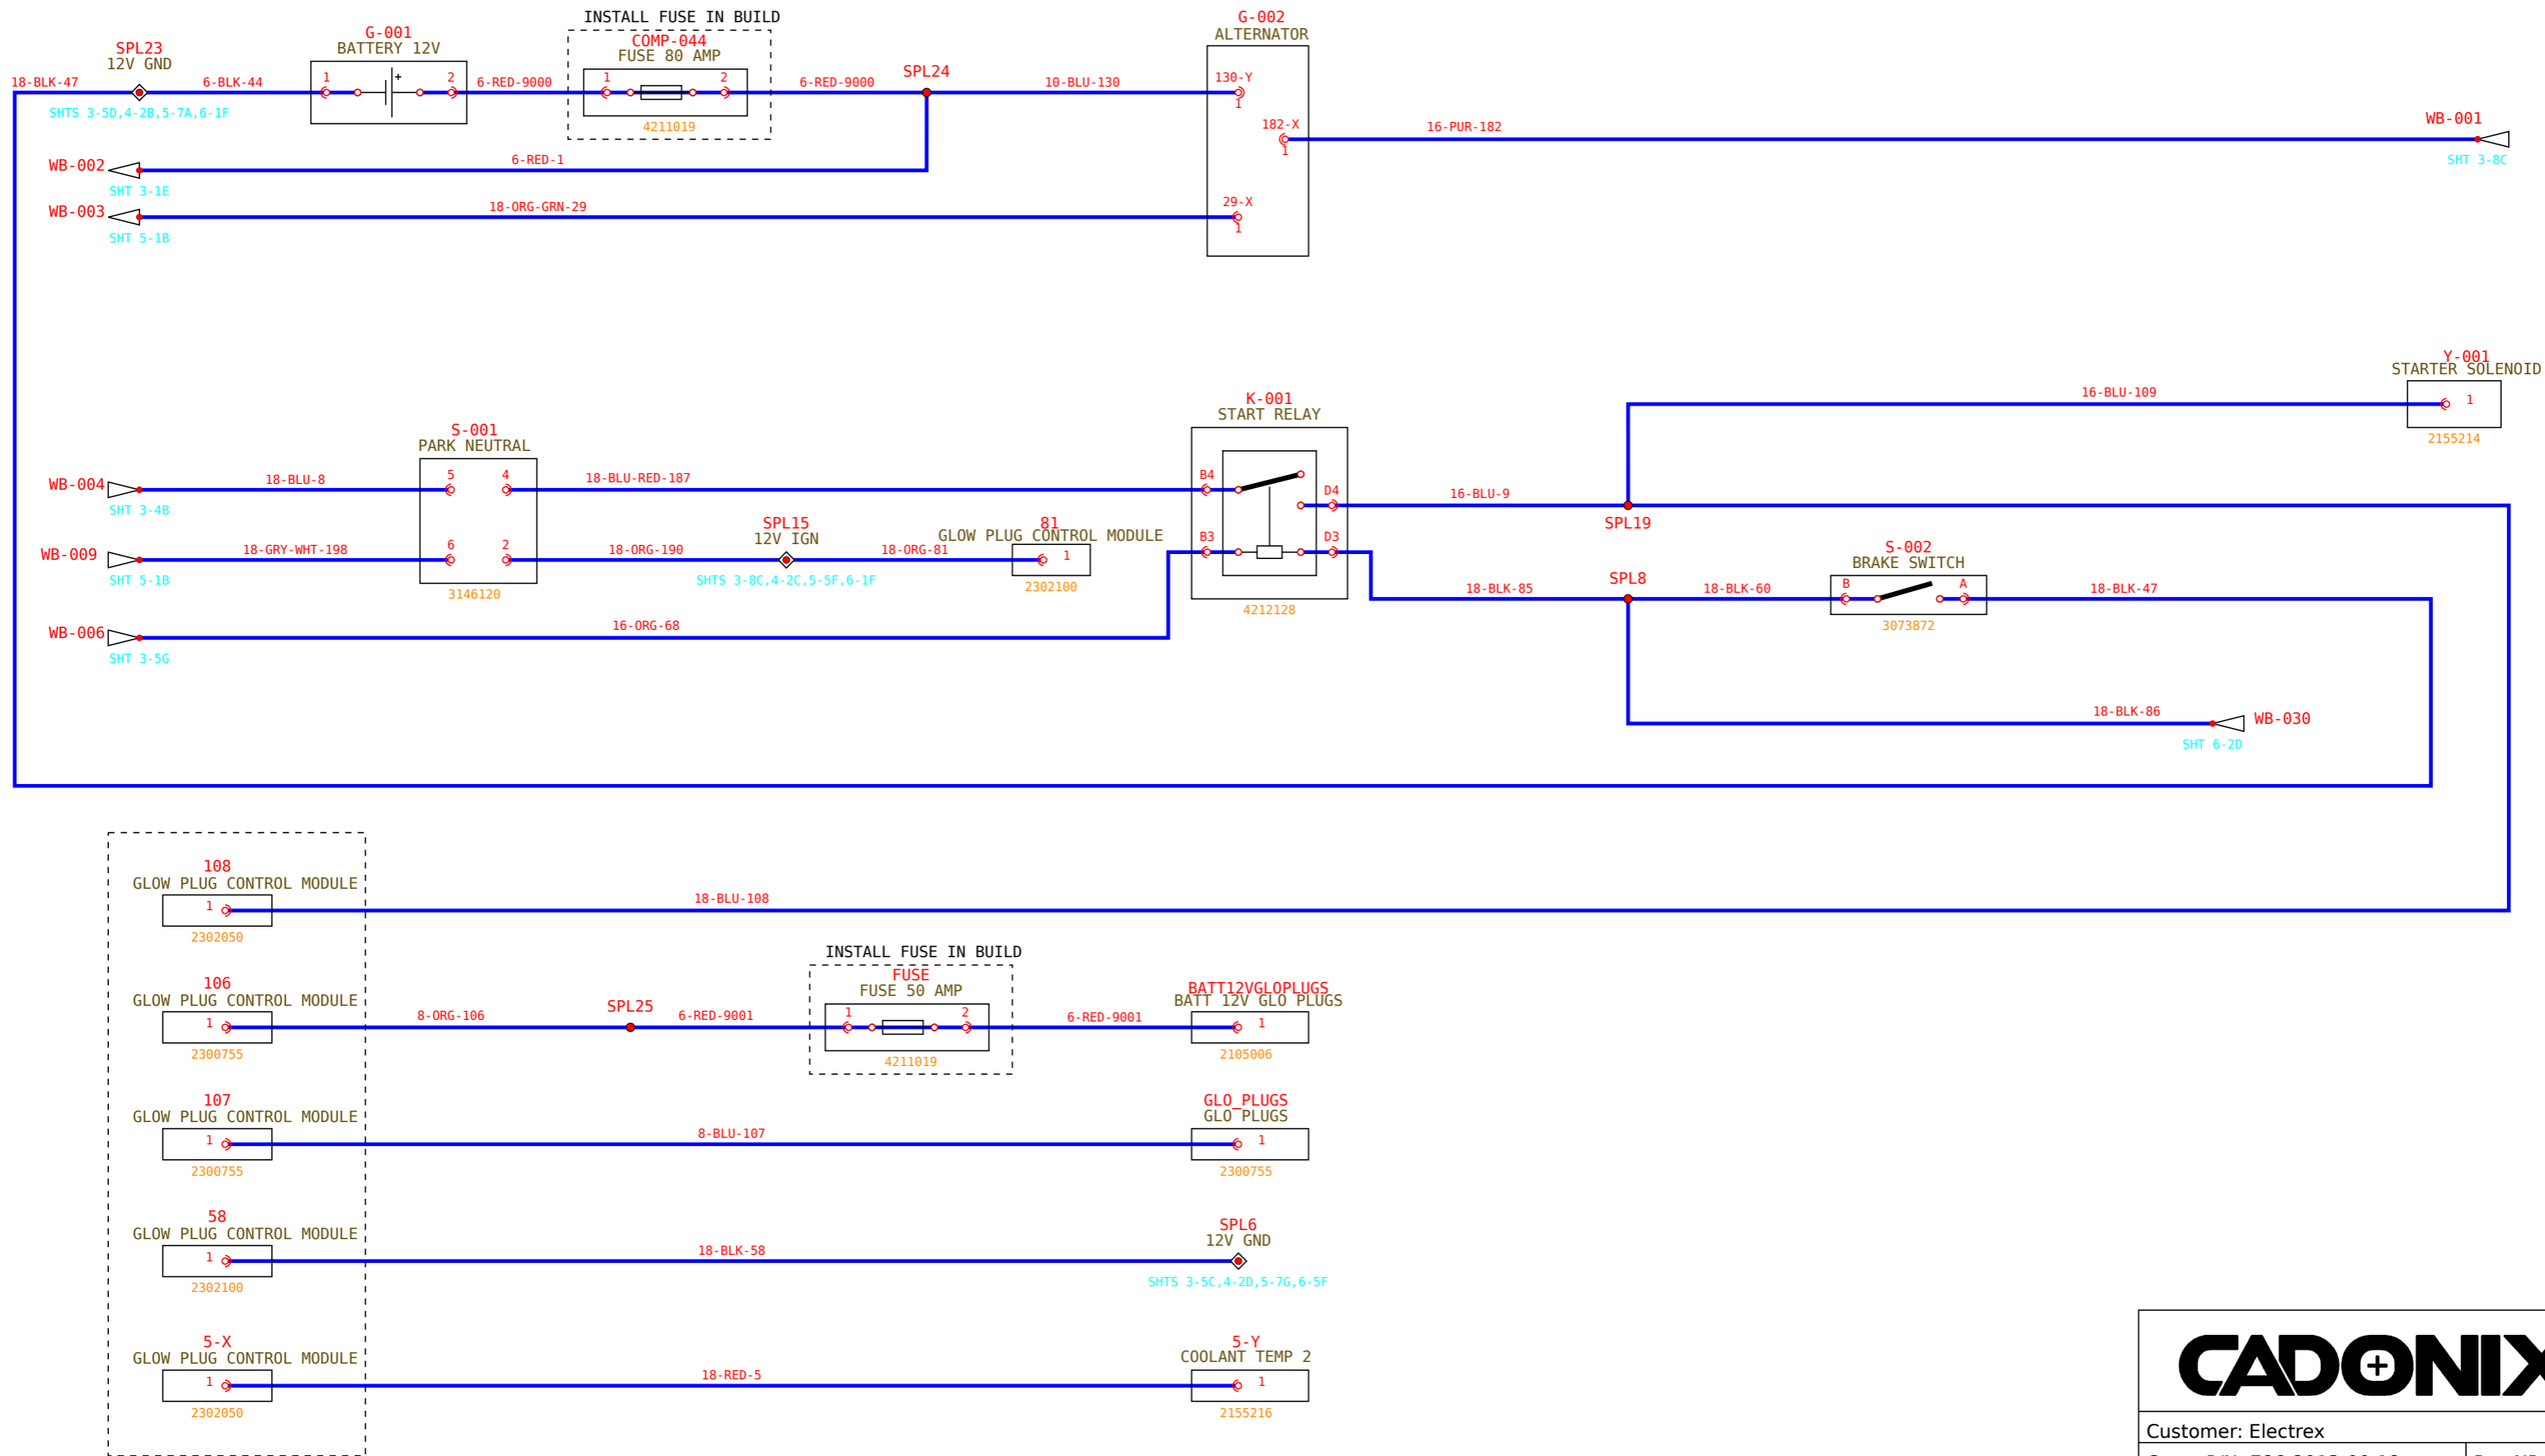 INSTALL FUSE IN BUILD
G-002
ALTERNATOR
SPL23
12V GND
G-001
BATTERY 12V
COMP-044
FUSE 80 AMP
18-BLK-47
6-BLK-44
1
+
2
6-RED-9000
1
2
6-RED-9000
SPL24
10-BLU-130
130-Y
1
SHTS 3-5D,4-2B,5-7A,6-1F
4211019
182-X
1
16-PUR-182
WB-001
SHT 3-8C
WB-002
6-RED-1
SHT 3-1E
WB-003
18-ORG-GRN-29
29-X
1
SHT 5-1B
Y-001
STARTER SOLENOID
16-BLU-109
1
2155214
K-001
START RELAY
S-001
PARK NEUTRAL
WB-004
18-BLU-8
5
4
18-BLU-RED-187
B4
D4
16-BLU-9
SHT 3-4B
SPL19
SPL15
12V IGN
81
GLOW PLUG CONTROL MODULE
WB-009
18-GRY-WHT-198
6
2
18-ORG-190
18-ORG-81
1
B3
D3
SHT 5-1B
3146120
SHTS 3-8C,4-2C,5-5F,6-1F
2302100
4212128
S-002
BRAKE SWITCH
18-BLK-85
SPL8
18-BLK-60
B
A
18-BLK-47
3073872
WB-006
16-ORG-68
SHT 3-5G
18-BLK-86
WB-030
SHT 6-2D
108
GLOW PLUG CONTROL MODULE
1
18-BLU-108
2302050
INSTALL FUSE IN BUILD
106
GLOW PLUG CONTROL MODULE
FUSE
FUSE 50 AMP
BATT12VGLOPLUGS
BATT 12V GLO PLUGS
1
8-ORG-106
SPL25
6-RED-9001
1
2
6-RED-9001
1
2300755
4211019
2105006
107
GLOW PLUG CONTROL MODULE
GLO_PLUGS
GLO PLUGS
1
8-BLU-107
1
2300755
2300755
58
GLOW PLUG CONTROL MODULE
SPL6
12V GND
1
18-BLK-58
2302100
SHTS 3-5C,4-2D,5-7G,6-5F
5-X
GLOW PLUG CONTROL MODULE
5-Y
COOLANT TEMP 2
1
18-RED-5
1
2302050
2155216
CADONIX
Customer: Electrex